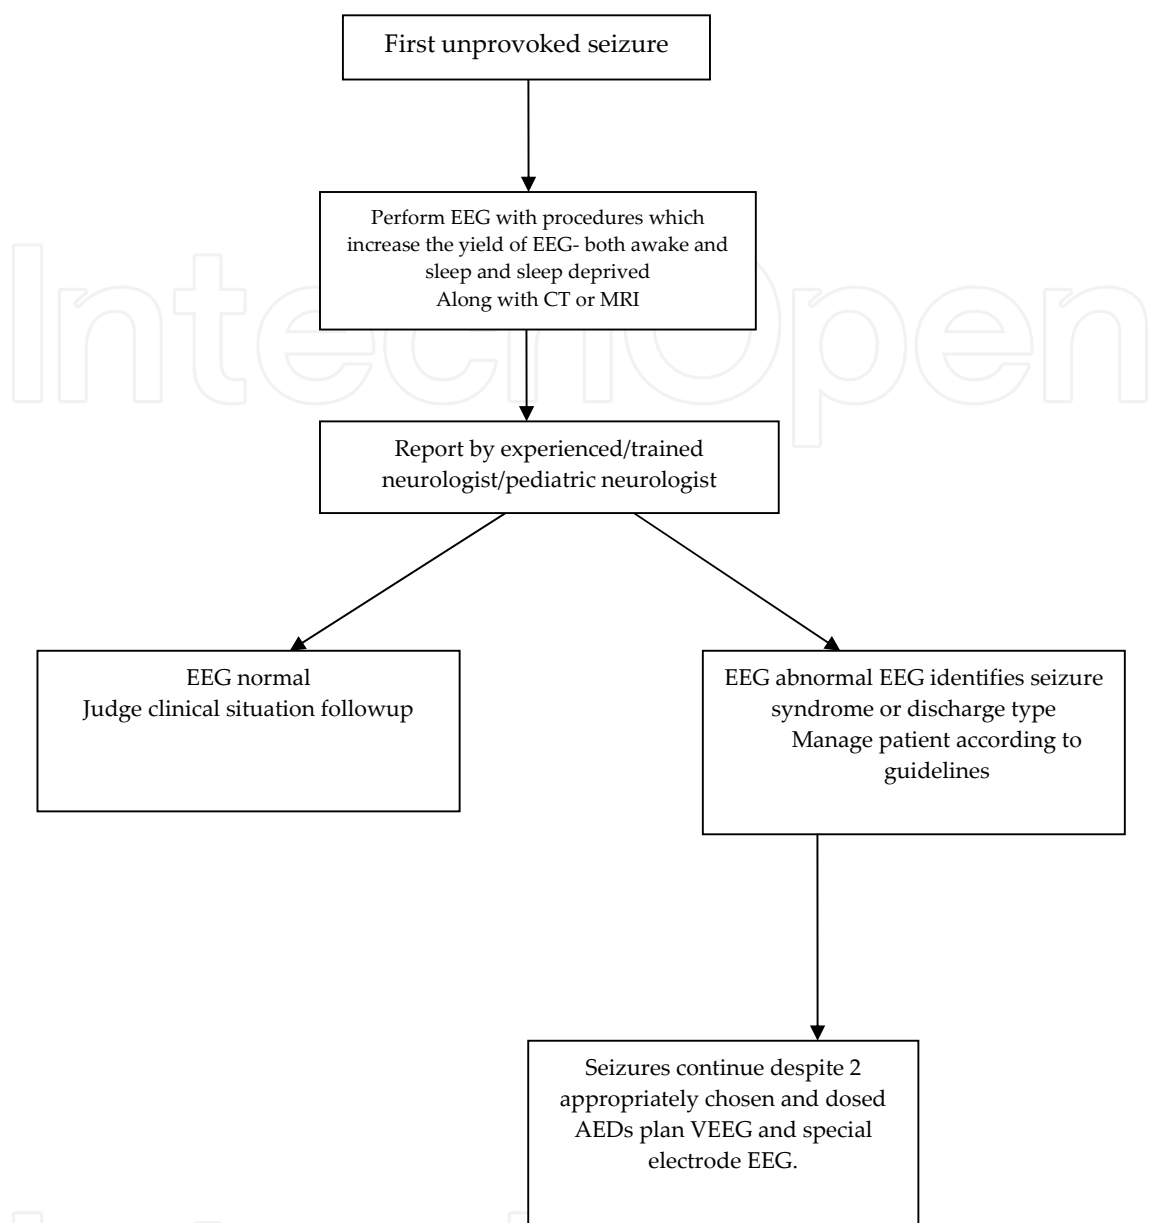 First unprovoked seizure
Perform EEG with procedures which
increase the yield of EEG- both awake and
sleep and sleep deprived
Along with CT or MRI
IntechOpen
Report by experienced/trained
neurologist/pediatric neurologist
EEG normal
Judge clinical situation followup
EEG abnormal EEG identifies seizure
syndrome or discharge type
Manage patient according to
guidelines
Seizures continue despite 2
appropriately chosen and dosed
AEDs plan VEEG and special
electrode EEG.